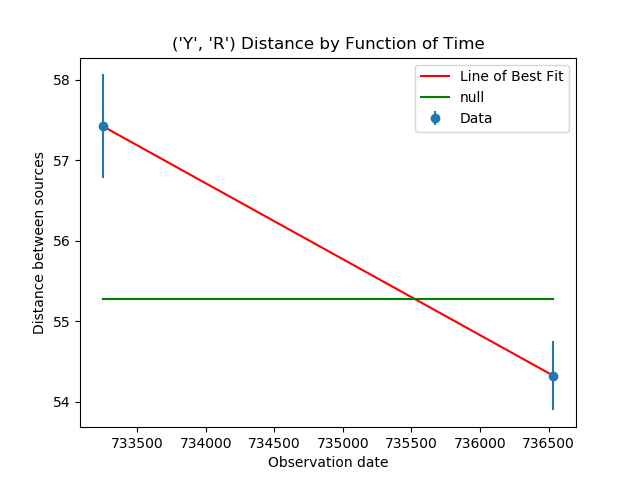 ('Y', 'R') Distance by Function of Time
Line of Best Fit
null
Data
Distance between sources
58
57
56
55
54
733500 734000 734500 735000 735500 736000 736500
Observation date